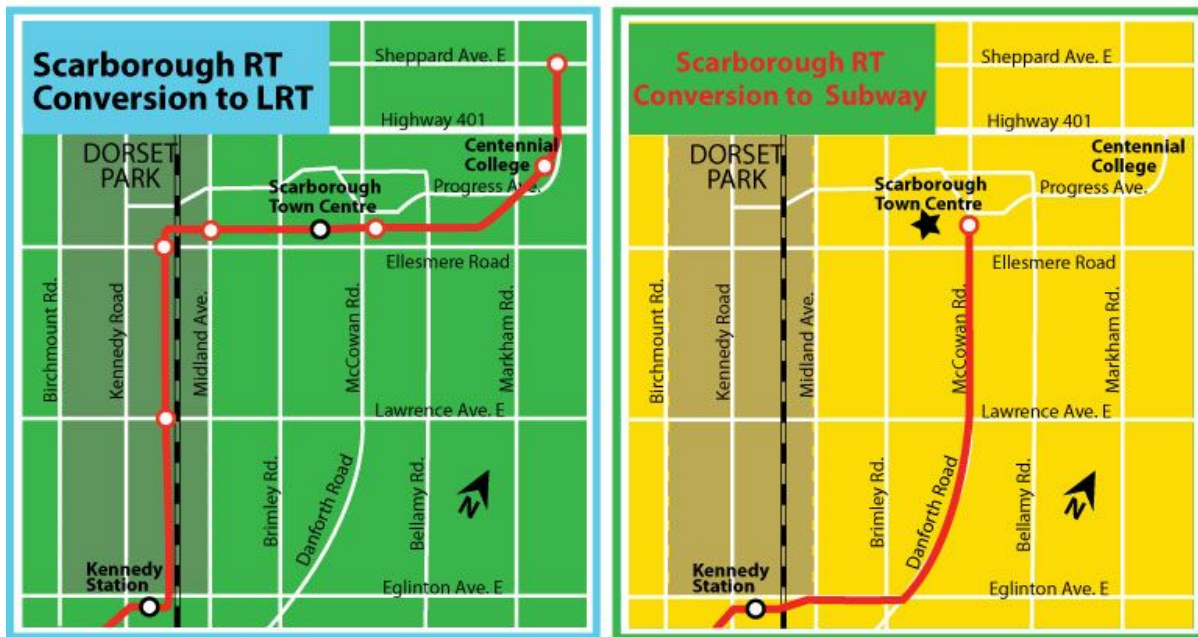 Scarborough RT
Conversion to LRT
Sheppard Ave. E
Highway 401
DORSET
PARK
Centennial
College
Scarborough
Town Centre
Progress Ave.
Ellesmere Road
Birchmount Rd.
Kennedy Road
Midland Ave.
McCowan Rd.
Markham Rd.
Lawrence Ave. E
Brimley Rd.
Danforth Road
Bellamy Rd.
N
Kennedy
Station
Eglinton Ave. E
Scarborough RT
Conversion to Subway
Sheppard Ave. E
Highway 401
DORSET
PARK
Centennial
College
Scarborough
Town Centre
Progress Ave.
Ellesmere Road
Birchmount Rd.
Kennedy Road
Midland Ave.
McCowan Rd.
Markham Rd.
Lawrence Ave. E
Brimley Rd.
Danforth Road
Bellamy Rd.
N
Kennedy
Station
Eglinton Ave. E